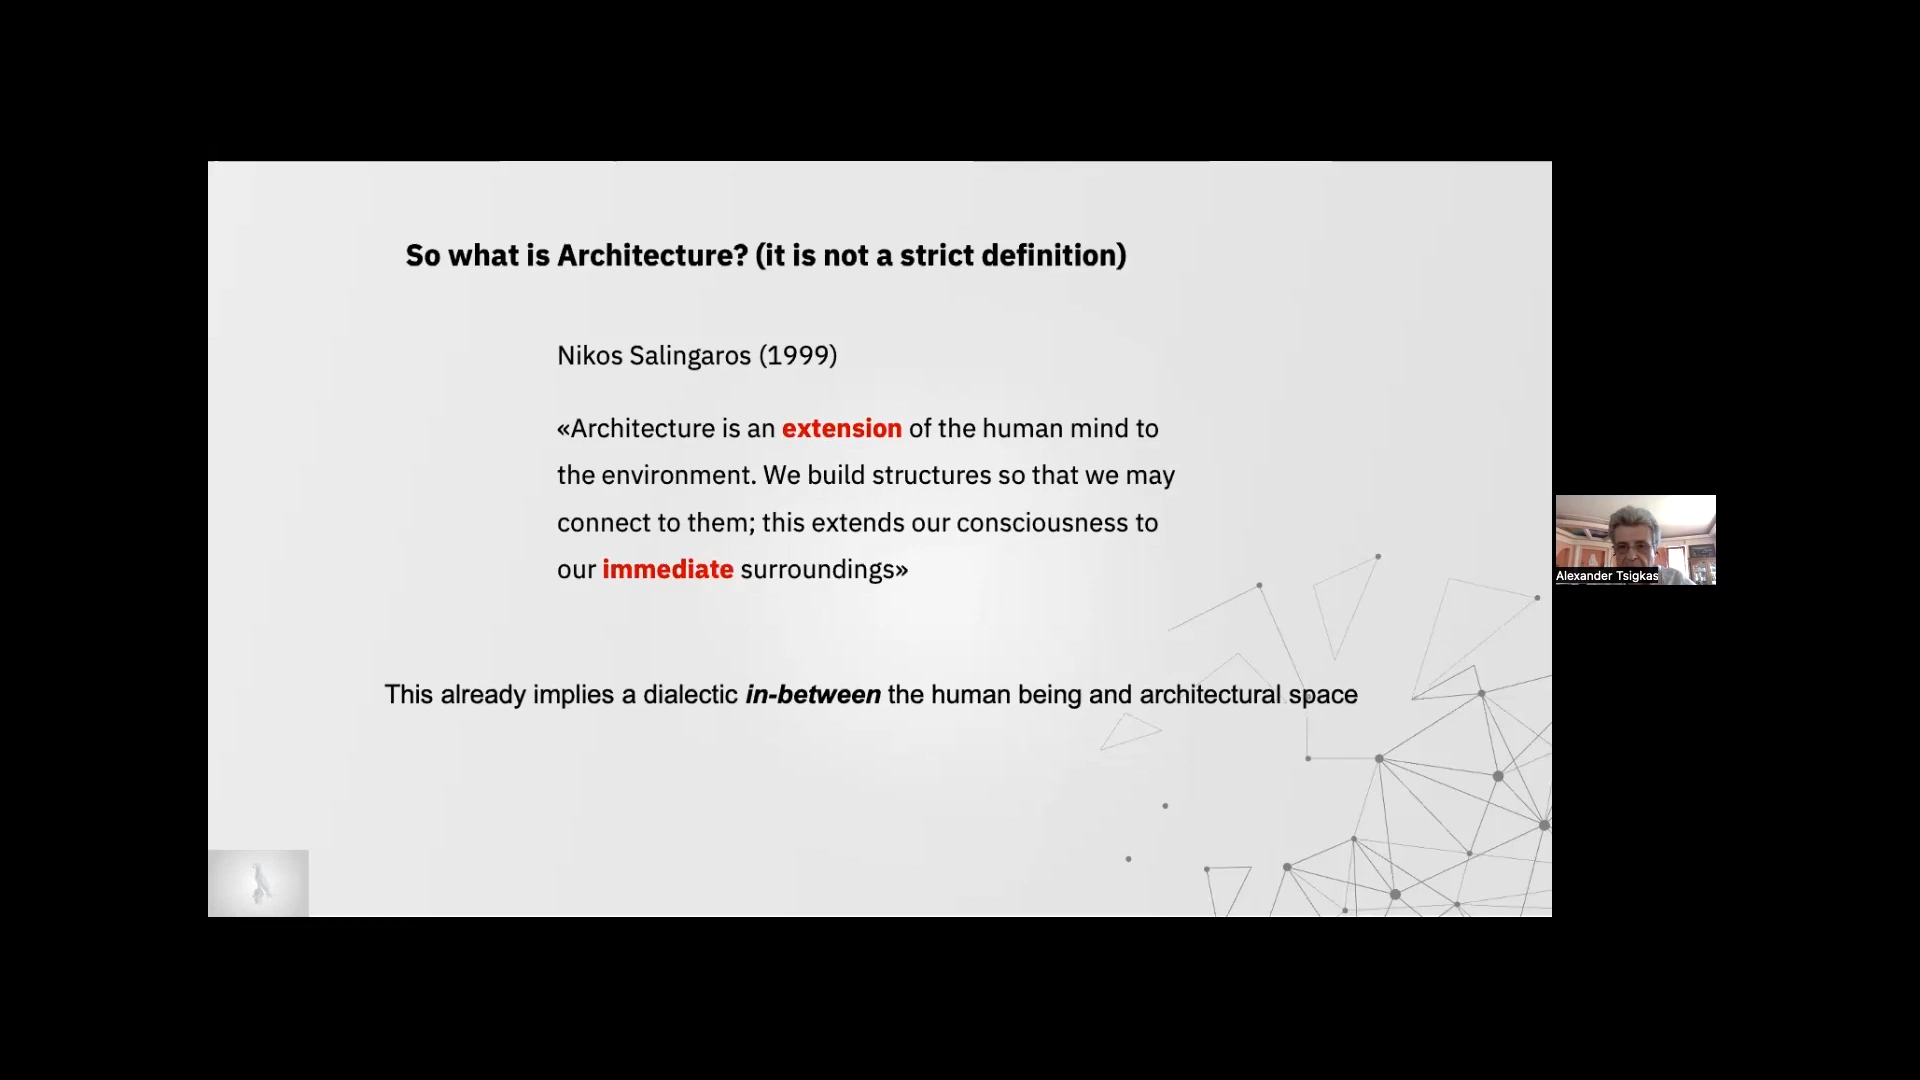 So what is Architecture? (it is not a strict definition)
Nikos Salingaros (1999)
«Architecture is an extension of the human mind to
the environment. We build structures so that we may
connect to them; this extends our consciousness to
our immediate surroundings»
Alexander Tsigkas
This already implies a dialectic in-between the human being and architectural space